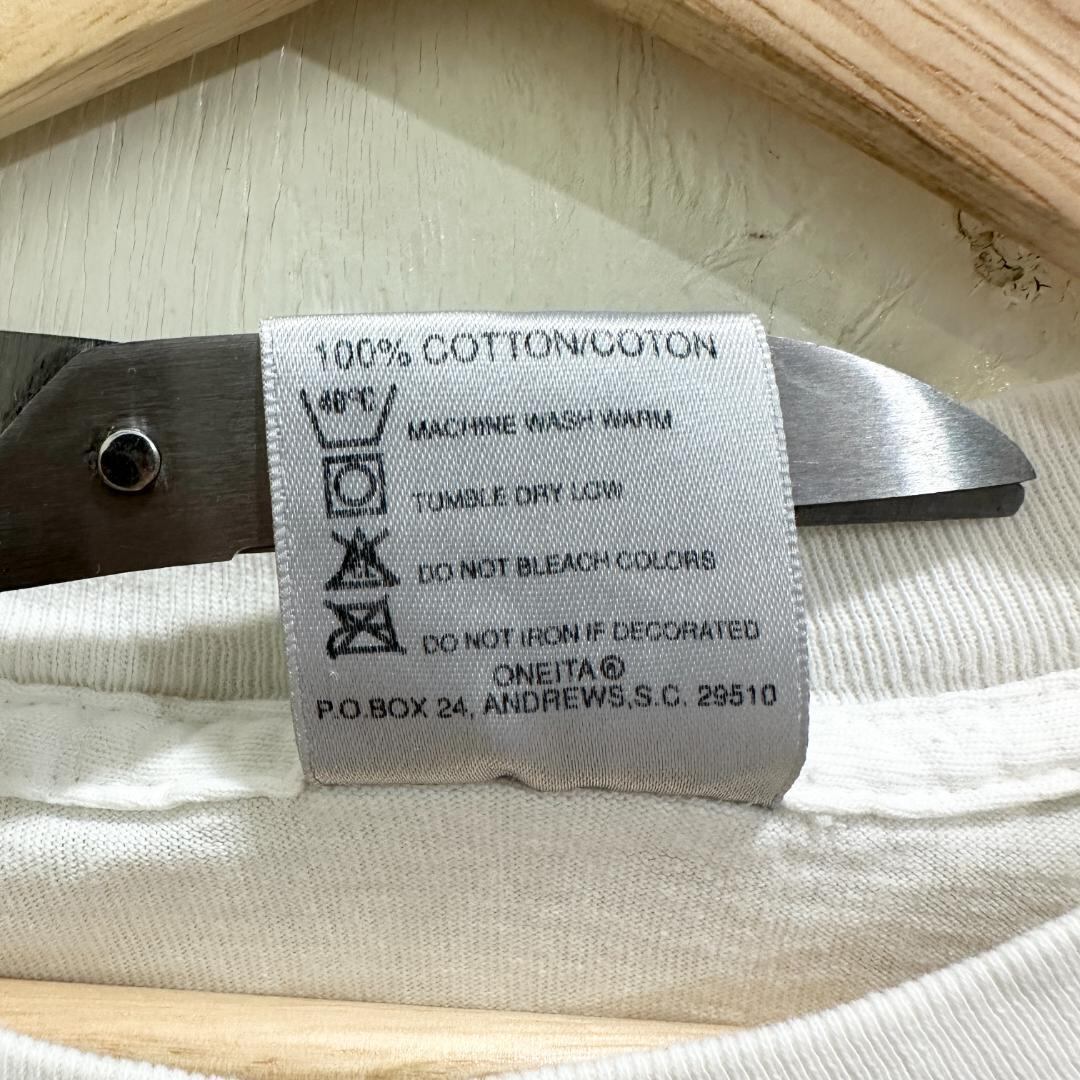 100% COTTON/COTON
40°C
MACHINE WASH WARM
TUMBLE DRY LOW
DO NOT BLEACH COLORS
DO NOT IRON IF DECORATED
ONEITA®
P.O.BOX 24, ANDREWS,S.C. 29510